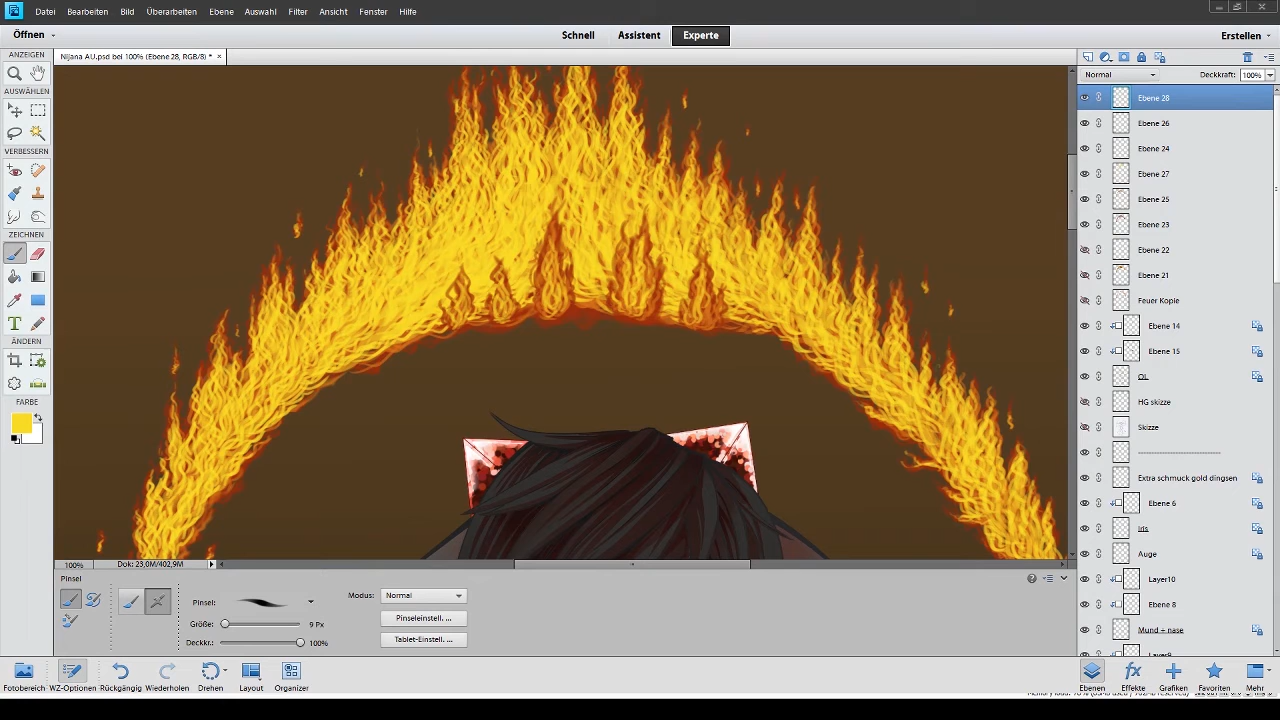 Datei Bearbeiten Bild Überarbeiten Ebene Auswahl Filter Ansicht Fenster Hilfe
Öffnen Schnell Assistent Experte Erstellen
Nijana AU.psd bei 100% (Ebene 28, RGB/8) * ×
ANZEIGEN
AUSWÄHLEN
VERBESSERN
ZEICHNEN
ÄNDERN
FARBE
Normal Deckkraft: 100%
Ebene 28
Ebene 26
Ebene 24
Ebene 27
Ebene 25
Ebene 23
Ebene 22
Ebene 21
Feuer Kopie
Ebene 14
Ebene 15
OL
HG skizze
Skizze
Extra schmuck gold dingsen
Ebene 6
Iris
Auge
Layer10
Ebene 8
Mund + nase
Layer9
100% Dok: 23,0M/402,9M
Pinsel
Pinsel:
Größe: 9 Px
Deckkr.: 100%
Modus: Normal
Pinseleinstell. ...
Tablet-Einstell. ...
Fotobereich WZ-Optionen Rückgängig Wiederholen Drehen Layout Organizer
Ebenen Effekte Grafiken Favoriten Mehr